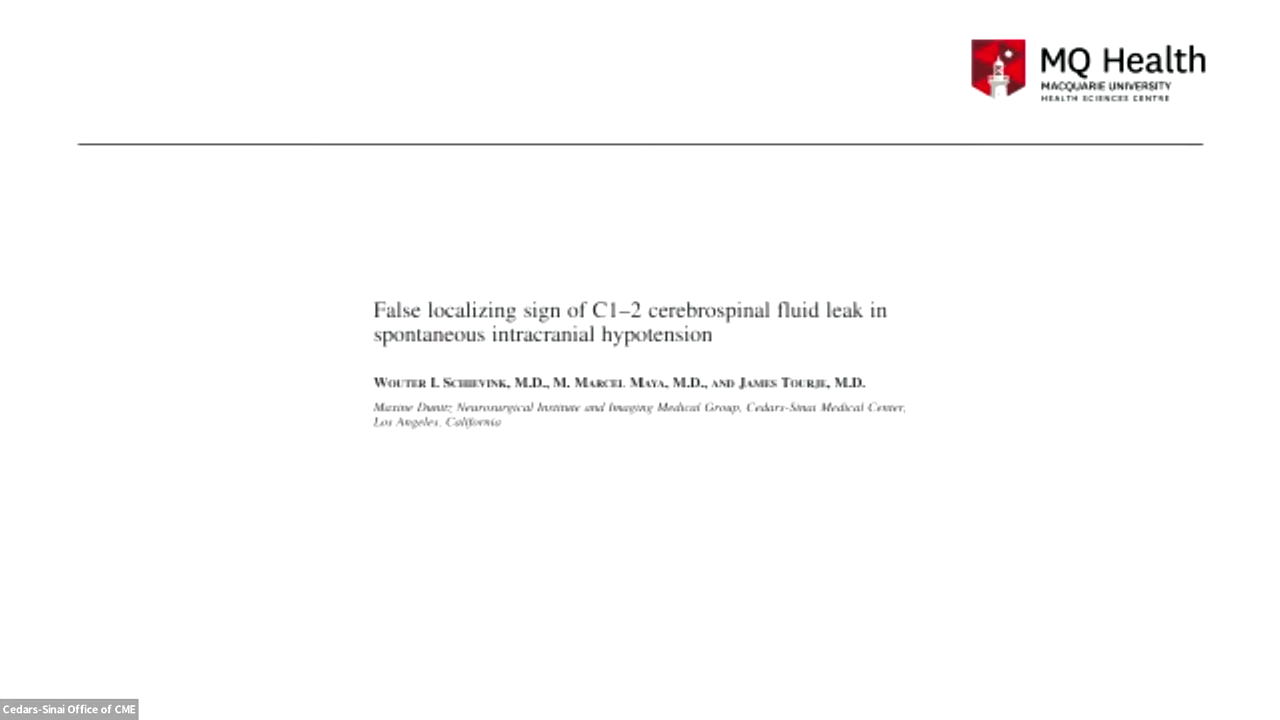 MQ Health
MACQUARIE UNIVERSITY
HEALTH SCIENCES CENTRE
False localizing sign of C1–2 cerebrospinal fluid leak in
spontaneous intracranial hypotension
WOUTER I. SCHIEVINK, M.D., M. MARCEL MAYA, M.D., AND JAMES TOURJE, M.D.
Maxine Dunitz Neurosurgical Institute and Imaging Medical Group, Cedars-Sinai Medical Center,
Los Angeles, California
Cedars-Sinai Office of CME